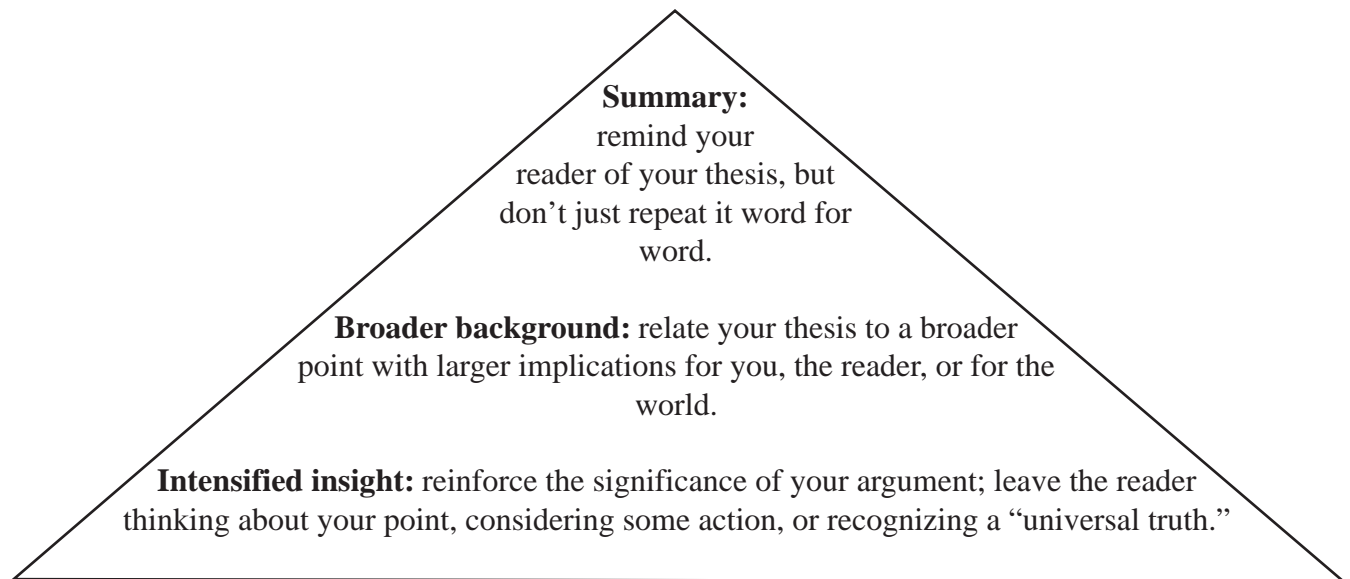 Summary:
remind your
reader of your thesis, but
don’t just repeat it word for
word.
Broader background: relate your thesis to a broader
point with larger implications for you, the reader, or for the
world.
Intensified insight: reinforce the significance of your argument; leave the reader
thinking about your point, considering some action, or recognizing a “universal truth.”